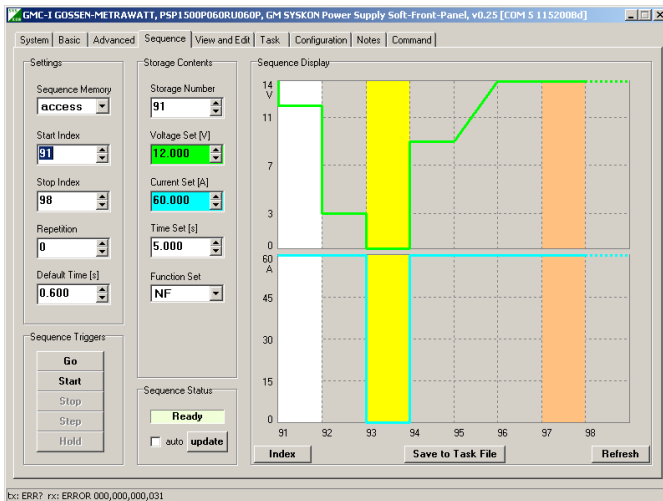 GMC-I GOSSEN-METRAWATT, PSP1500P060RU060P, GM SYSKON Power Supply Soft-Front-Panel, v0.25 [COM 5 115200Bd]
System Basic Advanced Sequence View and Edit Task Configuration Notes Command
Settings
Sequence Memory
access
Start Index
91
Stop Index
98
Repetition
0
Default Time [s]
0.600
Sequence Triggers
Go
Start
Stop
Step
Hold
Storage Contents
Storage Number
91
Voltage Set [V]
12.000
Current Set [A]
60.000
Time Set [s]
5.000
Function Set
NF
Sequence Status
Ready
auto update
Sequence Display
14
V
11
7
3
0
60
A
45
30
15
0
91 92 93 94 95 96 97 98
Index Save to Task File Refresh
tx: ERR? rx: ERROR 000,000,000,031